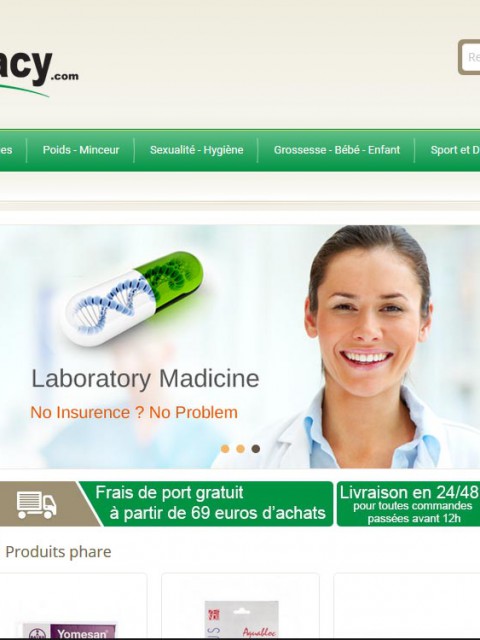 acy.com
Re
es Poids - Minceur Sexualité - Hygiène Grossesse - Bébé - Enfant Sport et D
Laboratory Madicine
No Insurence ? No Problem
Frais de port gratuit
à partir de 69 euros d'achats
Livraison en 24/48
pour toutes commandes
passées avant 12h
Produits phare
Yomesan
Aquabloc